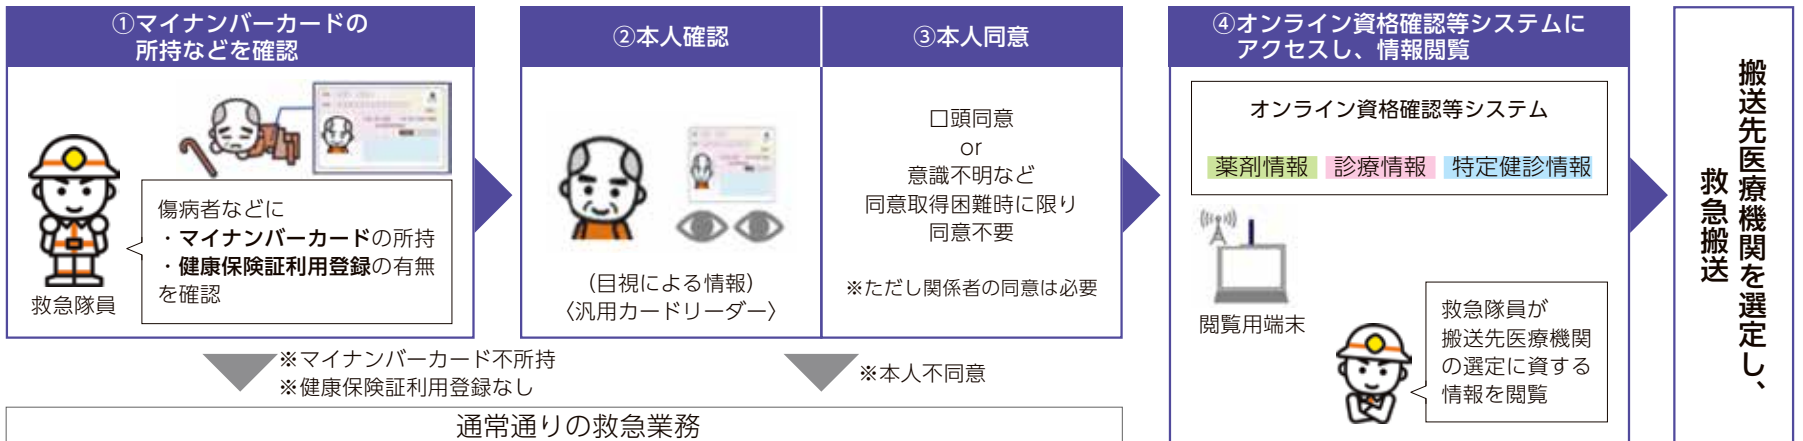 ①マイナンバーカードの
所持などを確認
救急隊員
傷病者などに
・マイナンバーカードの所持
・健康保険証利用登録の有無
を確認
②本人確認
(目視による情報)
〈汎用カードリーダー〉
③本人同意
口頭同意
or
意識不明など
同意取得困難時に限り
同意不要
※ただし関係者の同意は必要
④オンライン資格確認等システムに
アクセスし、情報閲覧
オンライン資格確認等システム
薬剤情報 診療情報 特定健診情報
閲覧用端末
救急隊員が
搬送先医療機関
の選定に資する
情報を閲覧
搬送先医療機関を選定し、
救急搬送
※マイナンバーカード不所持
※健康保険証利用登録なし
※本人不同意
通常通りの救急業務